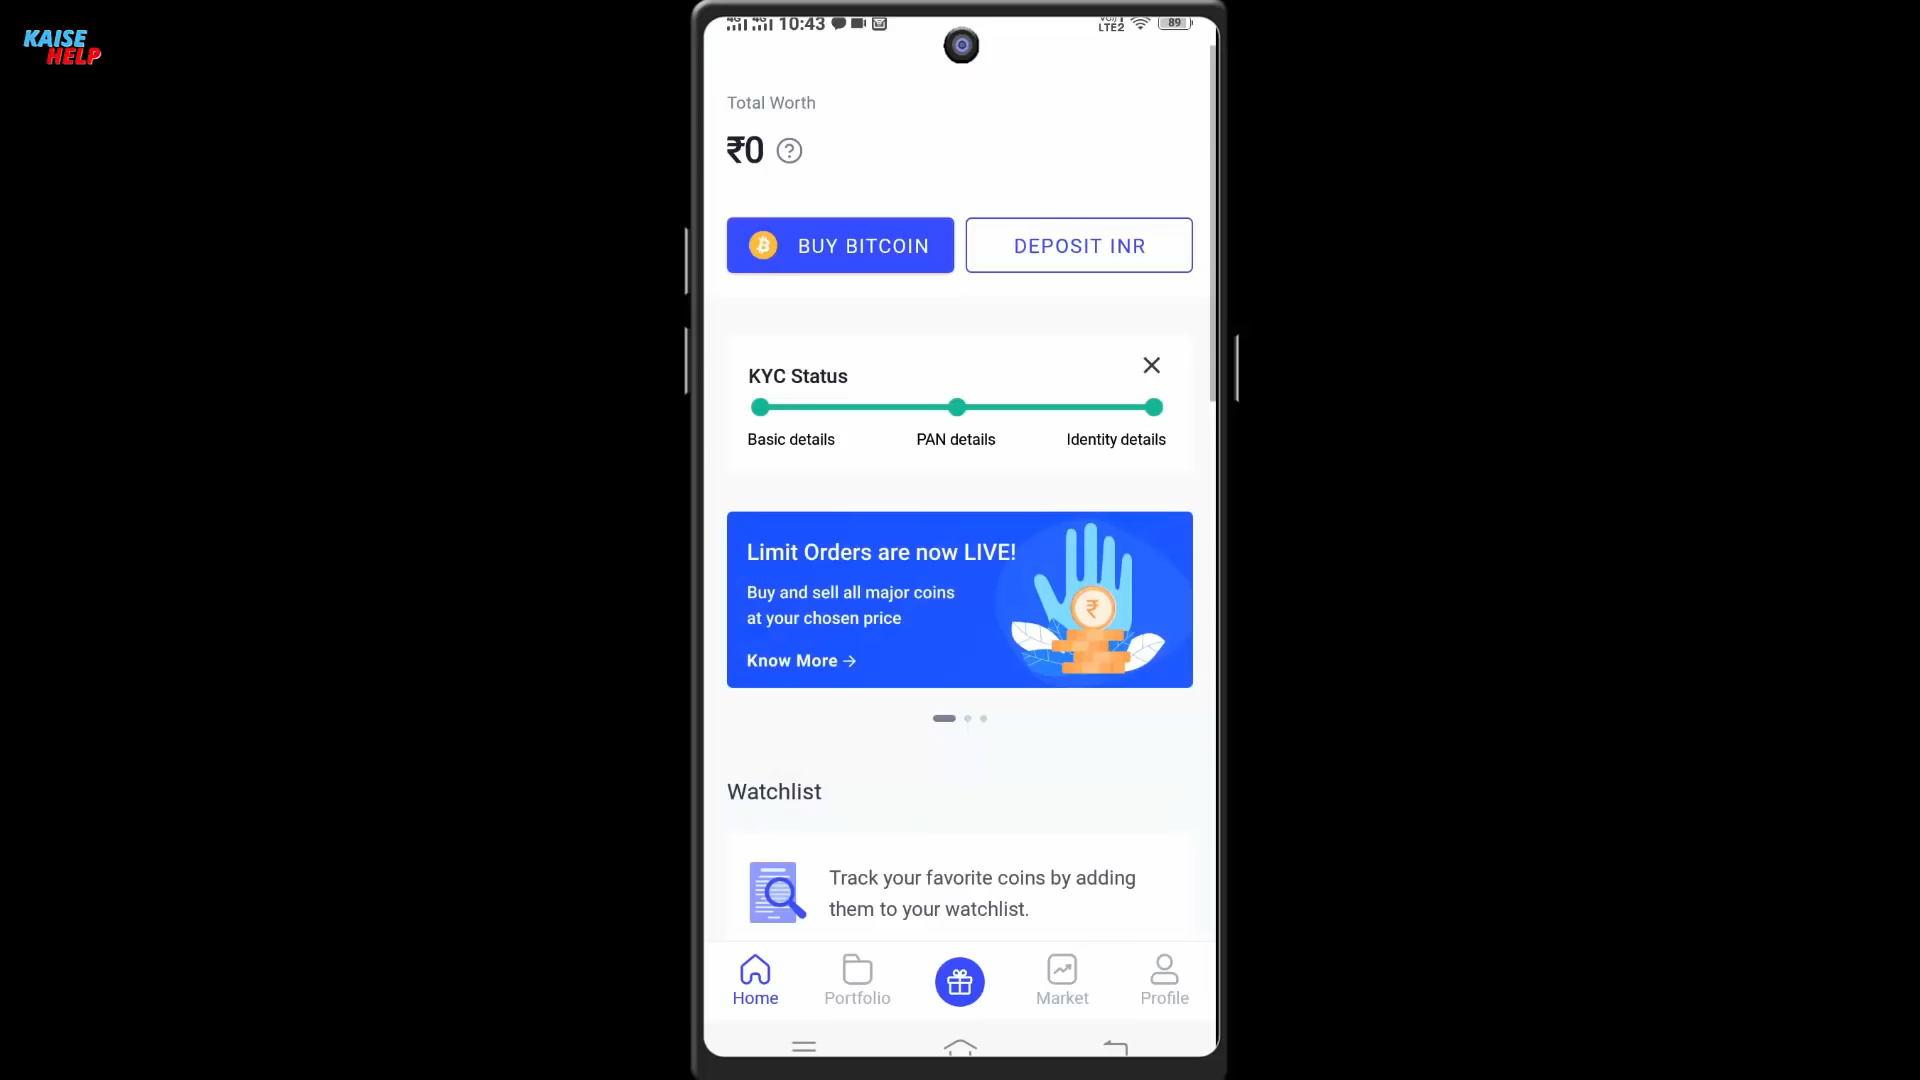 KAISE
HELP
10:43
LTE2
89
Total Worth
₹0
BUY BITCOIN
DEPOSIT INR
KYC Status
Basic details
PAN details
Identity details
Limit Orders are now LIVE!
Buy and sell all major coins
at your chosen price
Know More →
Watchlist
Track your favorite coins by adding
them to your watchlist.
Home
Portfolio
Market
Profile